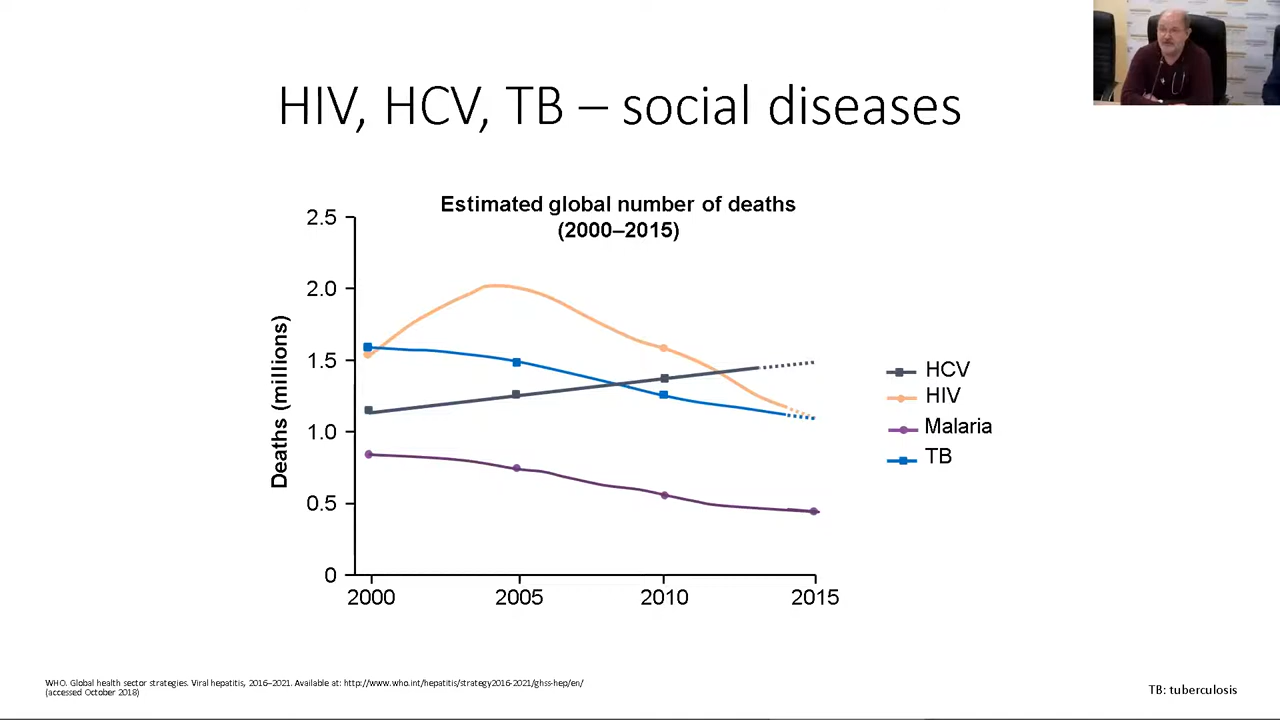 HIV, HCV, TB – social diseases
Estimated global number of deaths
(2000–2015)
Deaths (millions)
2.5
2.0
1.5
1.0
0.5
0
2000
2005
2010
2015
HCV
HIV
Malaria
TB
WHO. Global health sector strategies. Viral hepatitis, 2016–2021. Available at: http://www.who.int/hepatitis/strategy2016-2021/ghss-hep/en/
(accessed October 2018)
TB: tuberculosis